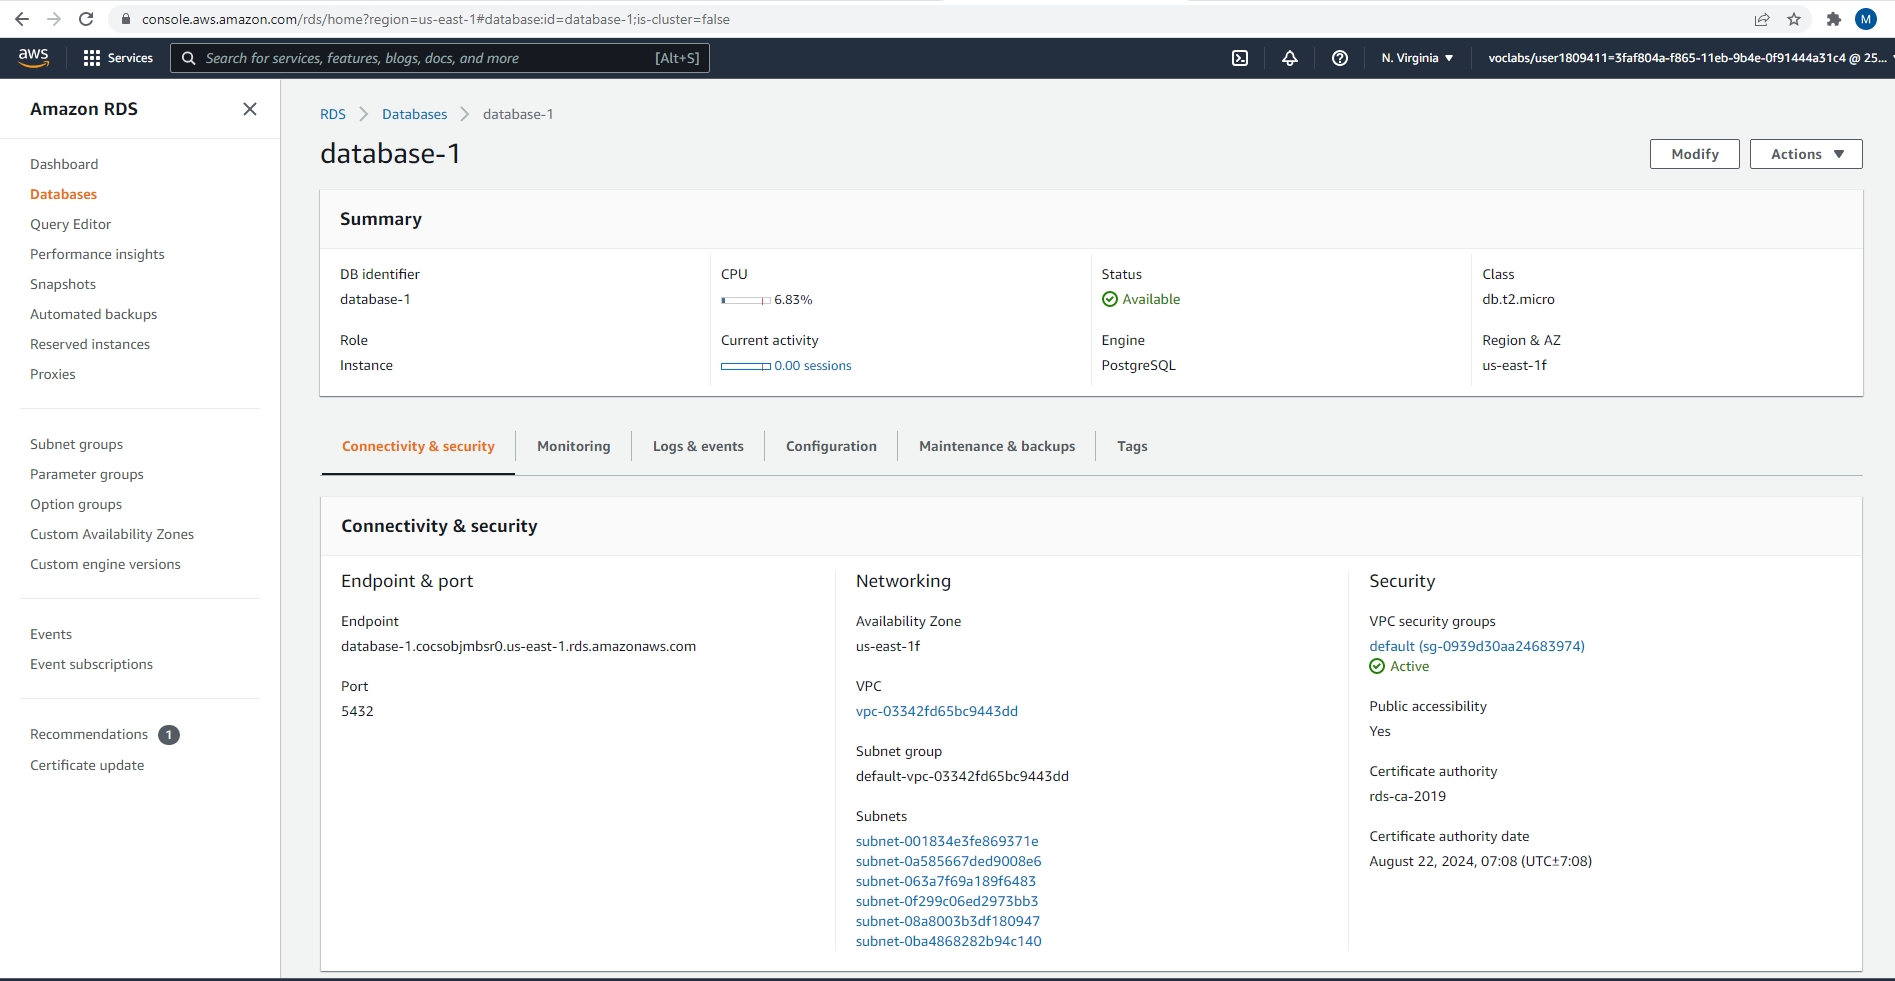 console.aws.amazon.com/rds/home?region=us-east-1#database:id=database-1;is-cluster=false
M
aws
Services
Search for services, features, blogs, docs, and more
[Alt+S]
N. Virginia
voclabs/user1809411=3faf804a-f865-11eb-9b4e-0f91444a31c4 @ 25...
Amazon RDS
Dashboard
Databases
Query Editor
Performance insights
Snapshots
Automated backups
Reserved instances
Proxies
Subnet groups
Parameter groups
Option groups
Custom Availability Zones
Custom engine versions
Events
Event subscriptions
Recommendations 1
Certificate update
RDS
Databases
database-1
database-1
Modify
Actions
Summary
DB identifier
database-1
CPU
6.83%
Status
Available
Class
db.t2.micro
Role
Instance
Current activity
0.00 sessions
Engine
PostgreSQL
Region & AZ
us-east-1f
Connectivity & security
Monitoring
Logs & events
Configuration
Maintenance & backups
Tags
Connectivity & security
Endpoint & port
Endpoint
database-1.cocsobjmbsr0.us-east-1.rds.amazonaws.com
Port
5432
Networking
Availability Zone
us-east-1f
VPC
vpc-03342fd65bc9443dd
Subnet group
default-vpc-03342fd65bc9443dd
Subnets
subnet-001834e3fe869371e
subnet-0a585667ded9008e6
subnet-063a7f69a189f6483
subnet-0f299c06ed2973bb3
subnet-08a8003b3df180947
subnet-0ba4868282b94c140
Security
VPC security groups
default (sg-0939d30aa24683974)
Active
Public accessibility
Yes
Certificate authority
rds-ca-2019
Certificate authority date
August 22, 2024, 07:08 (UTC±7:08)